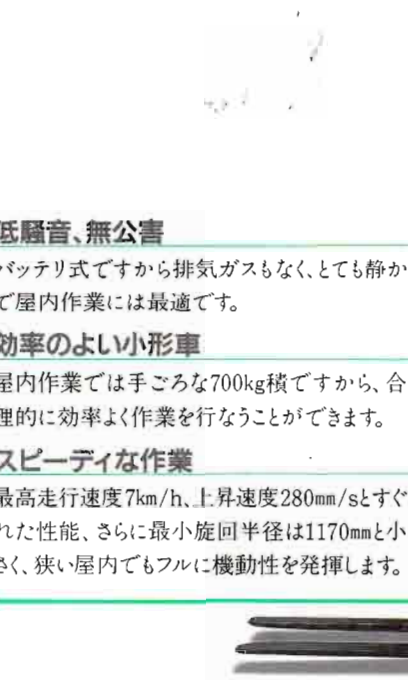 低騒音、無公害
バッテリ式ですから排気ガスもなく、とても静か
で屋内作業には最適です。
効率のよい小形車
屋内作業では手ごろな700kg積ですから、合
理的に効率よく作業を行なうことができます。
スピーディな作業
最高走行速度7km/h、上昇速度280mm/sとすぐ
れた性能、さらに最小旋回半径は1170mmと小
さく、狭い屋内でもフルに機動性を発揮します。